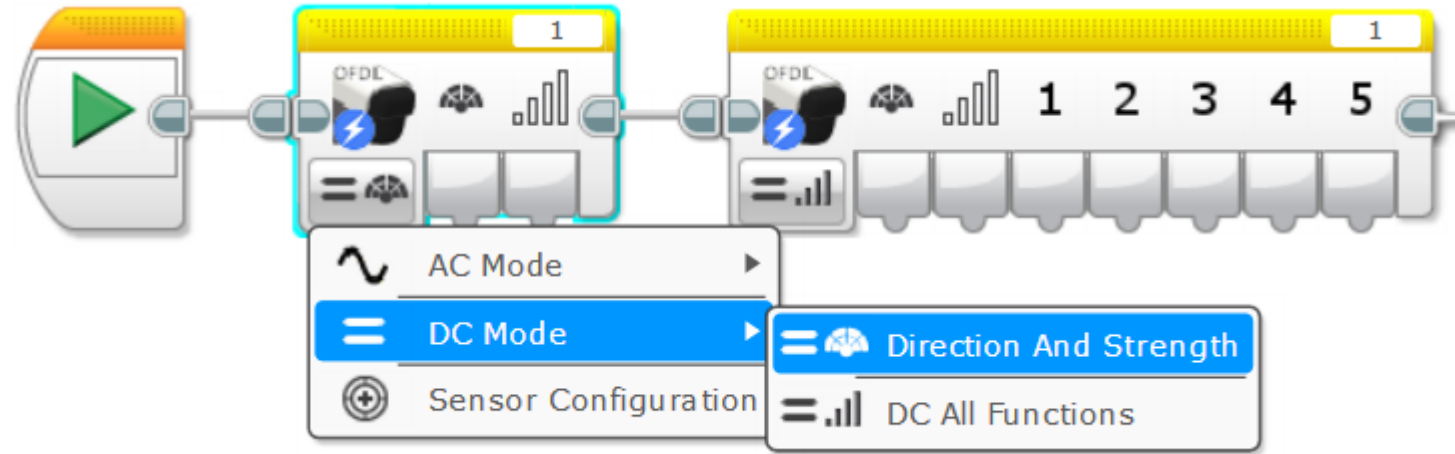 1
1
OFDL
OFDL
1 2 3 4 5
AC Mode
DC Mode
Direction And Strength
Sensor Configuration
DC All Functions